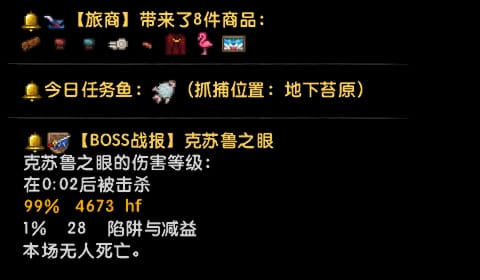 【旅商】带来了8件商品：
今日任务鱼： （抓捕位置：地下苔原）
【BOSS战报】克苏鲁之眼
克苏鲁之眼的伤害等级：
在0:02后被击杀
99% 4673 hf
1% 28 陷阱与减益
本场无人死亡。